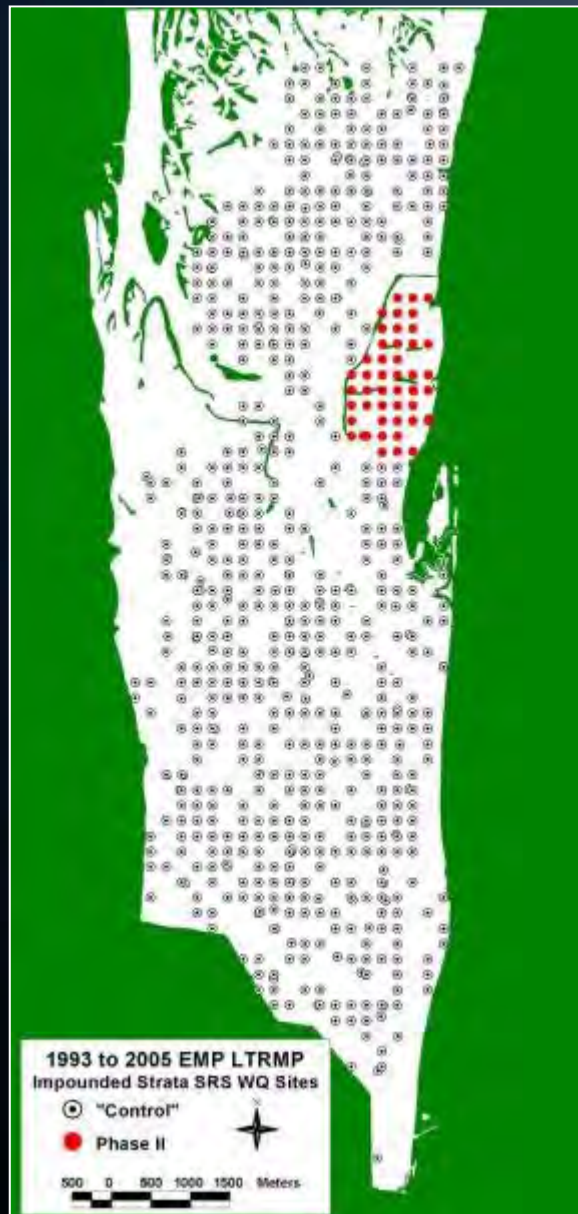 1993 to 2005 EMP LTRMP
Impounded Strata SRS WQ Sites
"Control"
Phase II
N
500 0 500 1000 1500 Meters